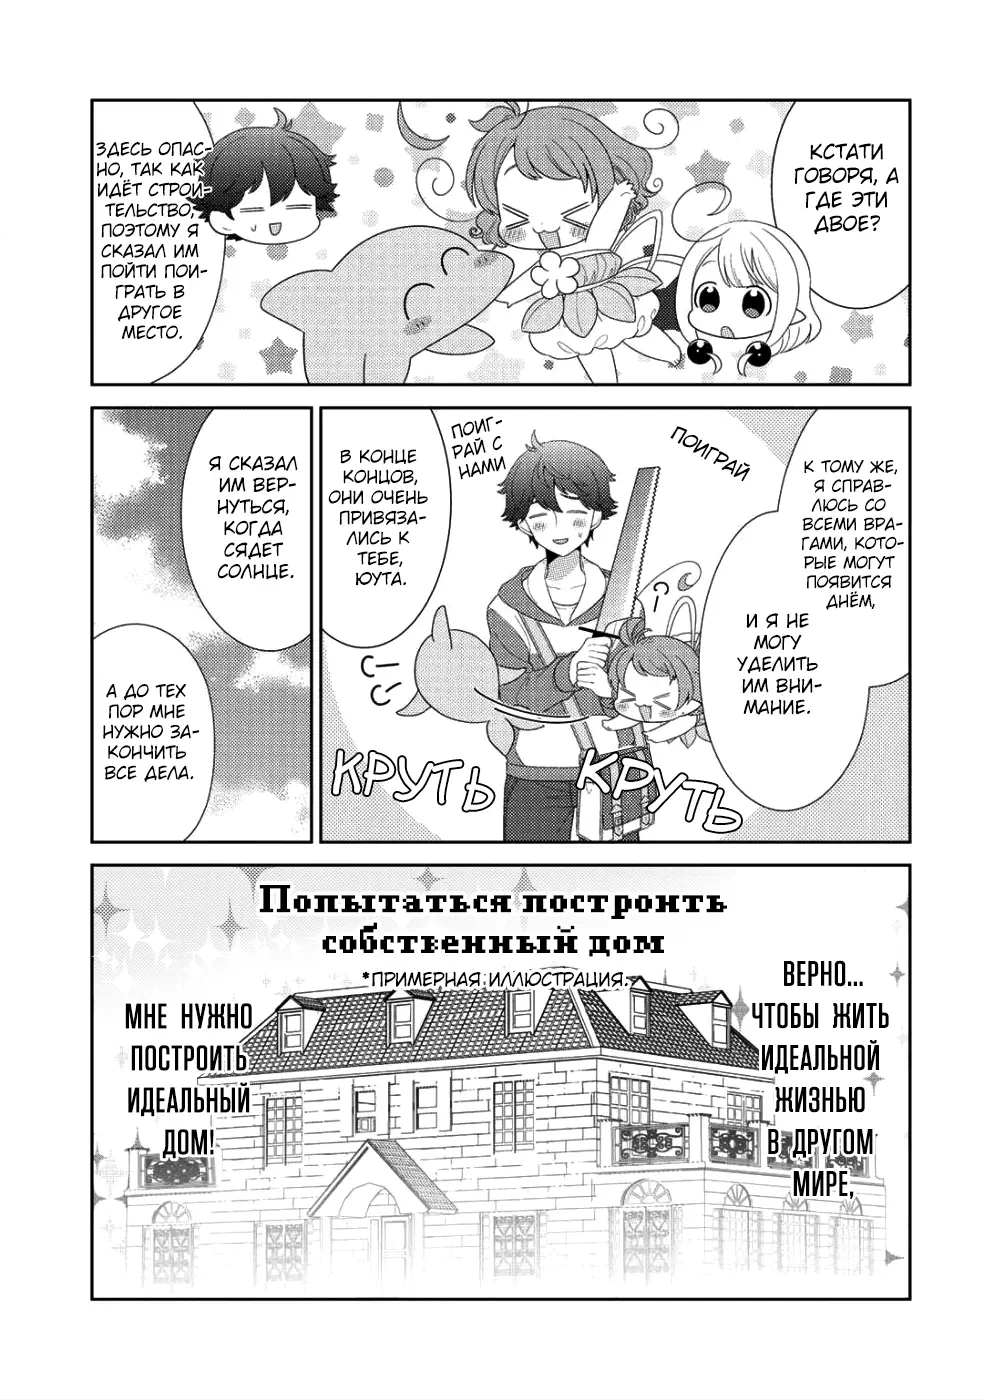 КСТАТИ
ГОВОРЯ, А
ГДЕ ЭТИ
ДВОЕ?
ЗДЕСЬ ОПАС-
НО, ТАК КАК
ИДЁТ СТРОИ-
ТЕЛЬСТВО,
ПОЭТОМУ Я
СКАЗАЛ ИМ
ПОЙТИ ПОИ-
ГРАТЬ В
ДРУГОЕ
МЕСТО.
К ТОМУ ЖЕ,
Я СПРАВ-
ЛЮСЬ СО
ВСЕМИ ВРА-
ГАМИ, КОТО-
РЫЕ МОГУТ
ПОЯВИТСЯ
ДНЁМ,
И Я НЕ
МОГУ
УДЕЛИТЬ
ИМ ВНИ-
МАНИЕ.
ПОИГРАЙ
ПОИГ-
РАЙ С
НАМИ
В КОНЦЕ
КОНЦОВ,
ОНИ ОЧЕНЬ
ПРИВЯЗА-
ЛИСЬ К
ТЕБЕ,
ЮУТА.
КРУТЬ
КРУТЬ
Я СКАЗАЛ
ИМ ВЕР-
НУТЬСЯ,
КОГДА
СЯДЕТ
СОЛНЦЕ.
А ДО ТЕХ
ПОР МНЕ
НУЖНО ЗА-
КОНЧИТЬ
ВСЕ ДЕЛА.
Попытаться построить
собственный дом
*ПРИМЕРНАЯ ИЛЛЮСТРАЦИЯ.
ВЕРНО...
ЧТОБЫ ЖИТЬ
ИДЕАЛЬНОЙ
ЖИЗНЬЮ
В ДРУГОМ
МИРЕ,
МНЕ НУЖНО
ПОСТРОИТЬ
ИДЕАЛЬНЫЙ
ДОМ!